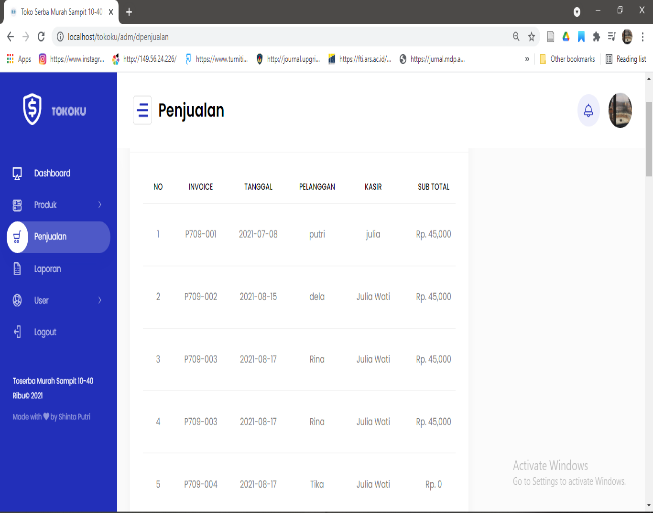 Toko Serba Murah Sampit 10-40
localhost/tokoku/adm/dpenjualan
Apps https://www.instagr... http://149.56.24.226/ https://www.turniti... http://journal.upgri... https://fti.ars.ac.id/... https://jurnal.mdp.a... » Other bookmarks Reading list
TOKOKU
Penjualan
Dashboard
Produk
Penjualan
Laporan
User
Logout
Toserba Murah Sampit 10-40
Ribu© 2021
Made with by Shinta Putri
NO INVOICE TANGGAL PELANGGAN KASIR SUB TOTAL
1 P708-001 2021-07-08 putri julia Rp. 45,000
2 P709-002 2021-08-15 dela Julia Wati Rp. 45,000
3 P709-003 2021-08-17 Rina Julia Wati Rp. 45,000
4 P709-003 2021-08-17 Rina Julia Wati Rp. 45,000
5 P709-004 2021-08-17 Tika Julia Wati Rp. 0
Activate Windows
Go to Settings to activate Windows.